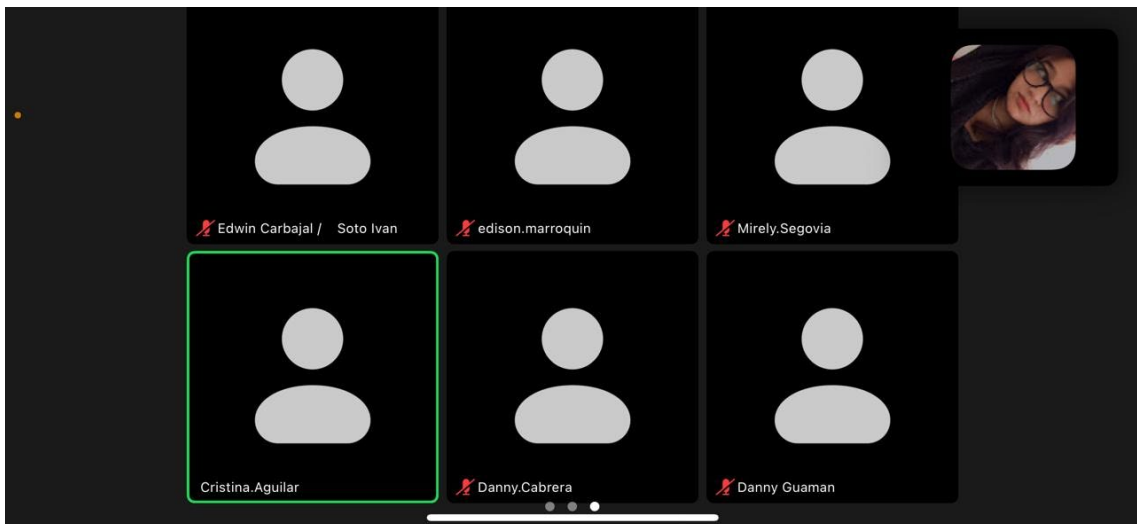 Edwin Carbajal / Soto Ivan
edison.marroquin
Mirely.Segovia
Cristina.Aguilar
Danny.Cabrera
Danny Guaman